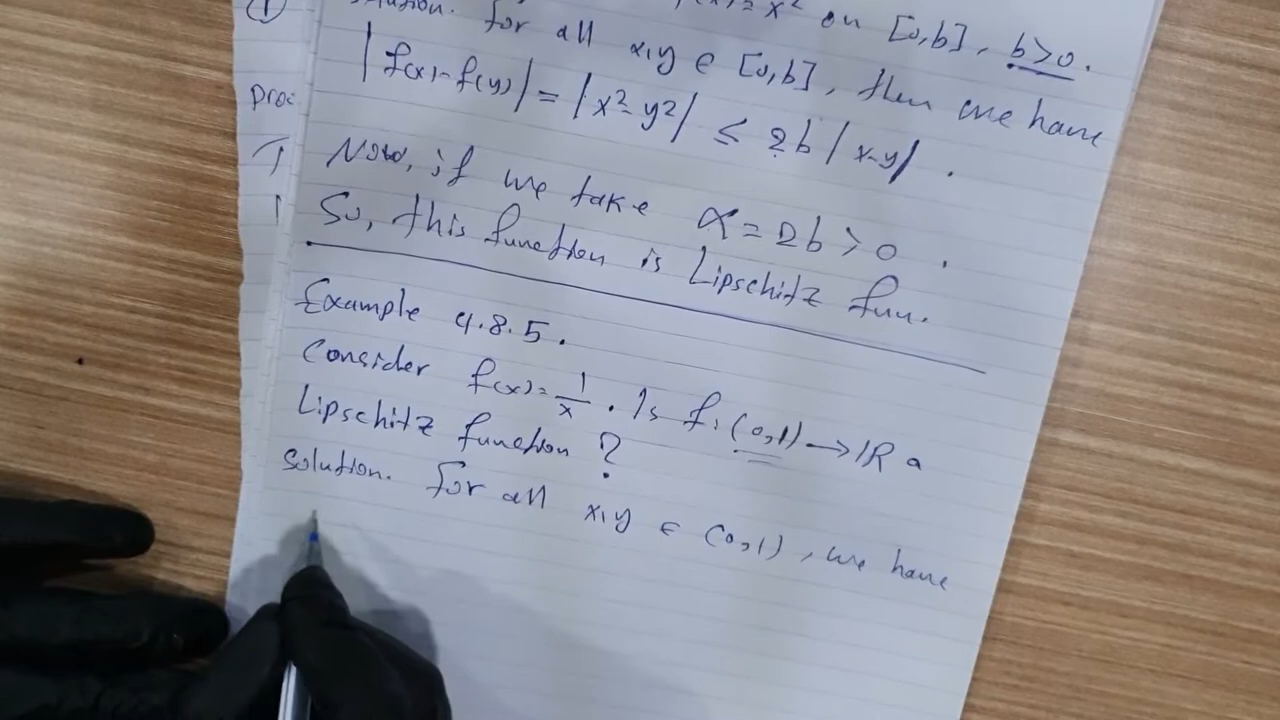 ①
f(x)=x² on [0,b], b>0.
solution. for all x,y ∈ [0,b], then we have
|f(x)-f(y)| = |x²-y²| ≤ 2b |x-y|.
Proc
Now, if we take α = 2b > 0.
So, this function is Lipschitz fun.
Example 4.8.5.
Consider f(x)=1/x. Is f:(0,1)→ℝ a
Lipschitz function?
Solution. For all x,y ∈ (0,1), we have